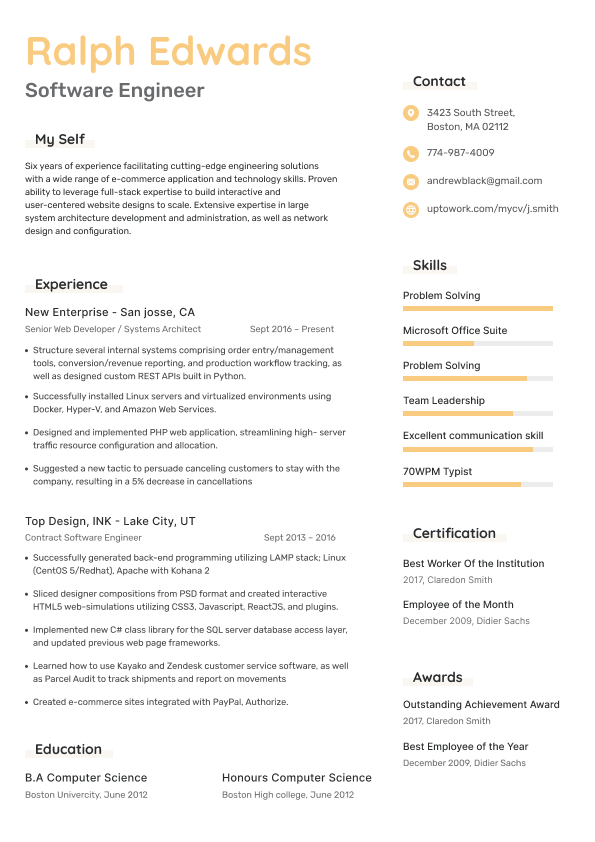 Ralph Edwards
Software Engineer
My Self
Six years of experience facilitating cutting-edge engineering solutions
with a wide range of e-commerce application and technology skills. Proven
ability to leverage full-stack expertise to build interactive and
user-centered website designs to scale. Extensive expertise in large
system architecture development and administration, as well as network
design and configuration.
Experience
New Enterprise - San josse, CA
Senior Web Developer / Systems Architect Sept 2016 – Present
• Structure several internal systems comprising order entry/management
tools, conversion/revenue reporting, and production workflow tracking, as
well as designed custom REST APIs built in Python.
• Successfully installed Linux servers and virtualized environments using
Docker, Hyper-V, and Amazon Web Services.
• Designed and implemented PHP web application, streamlining high- server
traffic resource configuration and allocation.
• Suggested a new tactic to persuade canceling customers to stay with the
company, resulting in a 5% decrease in cancellations
Top Design, INK - Lake City, UT
Contract Software Engineer Sept 2013 – 2016
• Successfully generated back-end programming utilizing LAMP stack; Linux
(CentOS 5/Redhat), Apache with Kohana 2
• Sliced designer compositions from PSD format and created interactive
HTML5 web-simulations utilizing CSS3, Javascript, ReactJS, and plugins.
• Implemented new C# class library for the SQL server database access layer,
and updated previous web page frameworks.
• Learned how to use Kayako and Zendesk customer service software, as well
as Parcel Audit to track shipments and report on movements
• Created e-commerce sites integrated with PayPal, Authorize.
Education
B.A Computer Science
Boston Univercity, June 2012
Honours Computer Science
Boston High college, June 2012
Contact
3423 South Street,
Boston, MA 02112
774-987-4009
andrewblack@gmail.com
uptowork.com/mycv/j.smith
Skills
Problem Solving
Microsoft Office Suite
Problem Solving
Team Leadership
Excellent communication skill
70WPM Typist
Certification
Best Worker Of the Institution
2017, Claredon Smith
Employee of the Month
December 2009, Didier Sachs
Awards
Outstanding Achievement Award
2017, Claredon Smith
Best Employee of the Year
December 2009, Didier Sachs